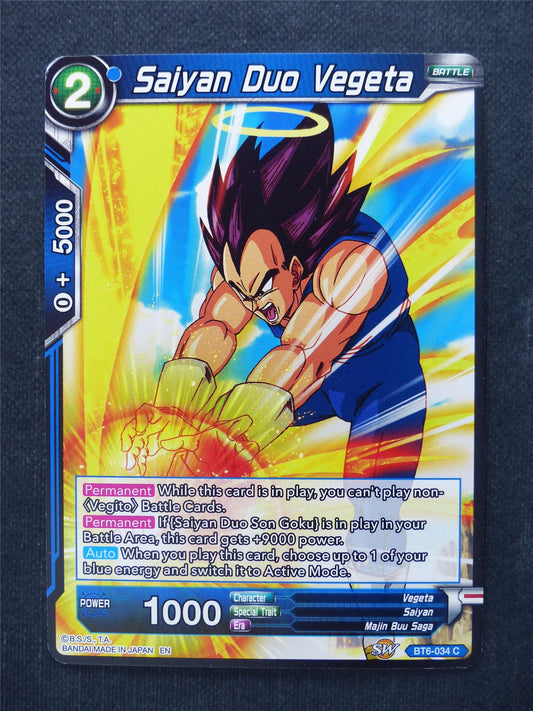 2
Saiyan Duo Vegeta
BATTLE
0 + 5000
Permanent While this card is in play, you can't play non-
〈Vegito〉 Battle Cards.
Permanent If {Saiyan Duo Son Goku} is in play in your
Battle Area, this card gets +9000 power.
Auto When you play this card, choose up to 1 of your
blue energy and switch it to Active Mode.
POWER 1000
Character Vegeta
Special Trait Saiyan
Era Majin Buu Saga
©B.S./S., T.A.
BANDAI MADE IN JAPAN EN
SW
BT6-034 C